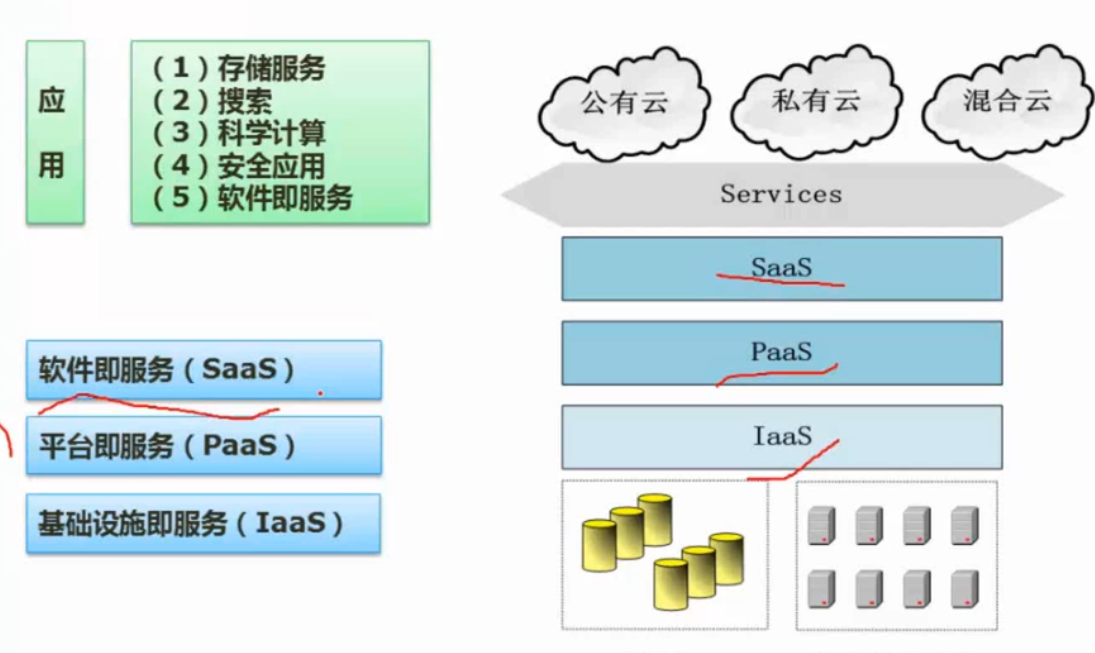 应
用
（1）存储服务
（2）搜索
（3）科学计算
（4）安全应用
（5）软件即服务
软件即服务（SaaS）
平台即服务（PaaS）
基础设施即服务（IaaS）
公有云
私有云
混合云
Services
SaaS
PaaS
IaaS